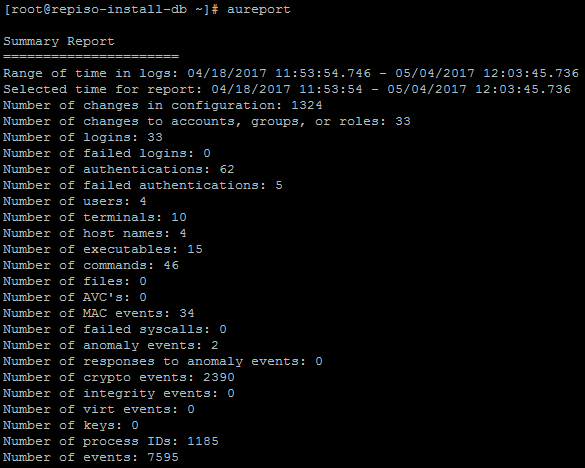 [root@repiso-install-db ~]# aureport
Summary Report
======================
Range of time in logs: 04/18/2017 11:53:54.746 - 05/04/2017 12:03:45.736
Selected time for report: 04/18/2017 11:53:54 - 05/04/2017 12:03:45.736
Number of changes in configuration: 1324
Number of changes to accounts, groups, or roles: 33
Number of logins: 33
Number of failed logins: 0
Number of authentications: 62
Number of failed authentications: 5
Number of users: 4
Number of terminals: 10
Number of host names: 4
Number of executables: 15
Number of commands: 46
Number of files: 0
Number of AVC's: 0
Number of MAC events: 34
Number of failed syscalls: 0
Number of anomaly events: 2
Number of responses to anomaly events: 0
Number of crypto events: 2390
Number of integrity events: 0
Number of virt events: 0
Number of keys: 0
Number of process IDs: 1185
Number of events: 7595